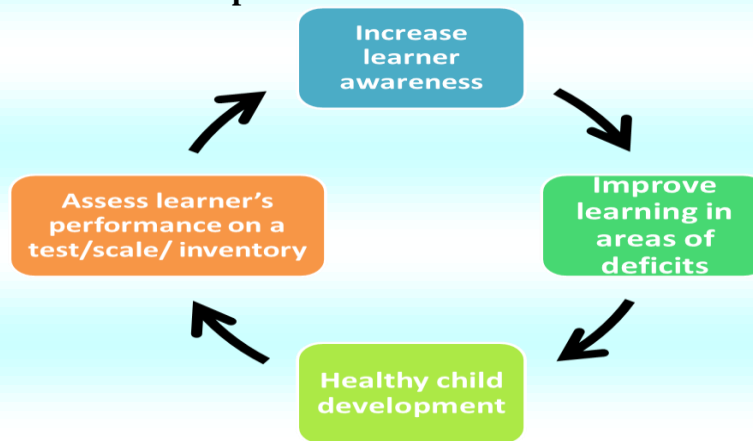 Increase
learner
awareness
Improve
learning in
areas of
deficits
Healthy child
development
Assess learner's
performance on a
test/scale/ inventory